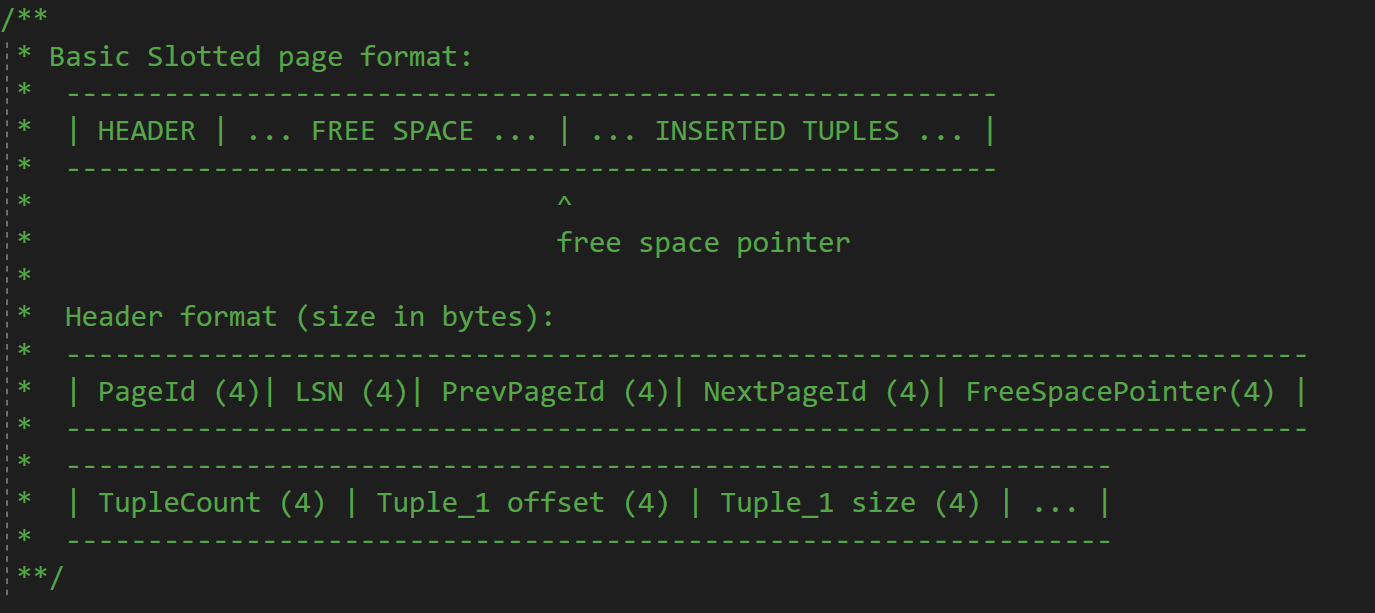 /**
 * Basic Slotted page format:
 *  ---------------------------------------------------------
 *  | HEADER | ... FREE SPACE ... | ... INSERTED TUPLES ... |
 *  ---------------------------------------------------------
 *                                ^
 *                                free space pointer
 *
 *  Header format (size in bytes):
 *  ----------------------------------------------------------------------------
 *  | PageId (4)| LSN (4)| PrevPageId (4)| NextPageId (4)| FreeSpacePointer(4) |
 *  ----------------------------------------------------------------------------
 *  ----------------------------------------------------------------
 *  | TupleCount (4) | Tuple_1 offset (4) | Tuple_1 size (4) | ... |
 *  ----------------------------------------------------------------
 **/